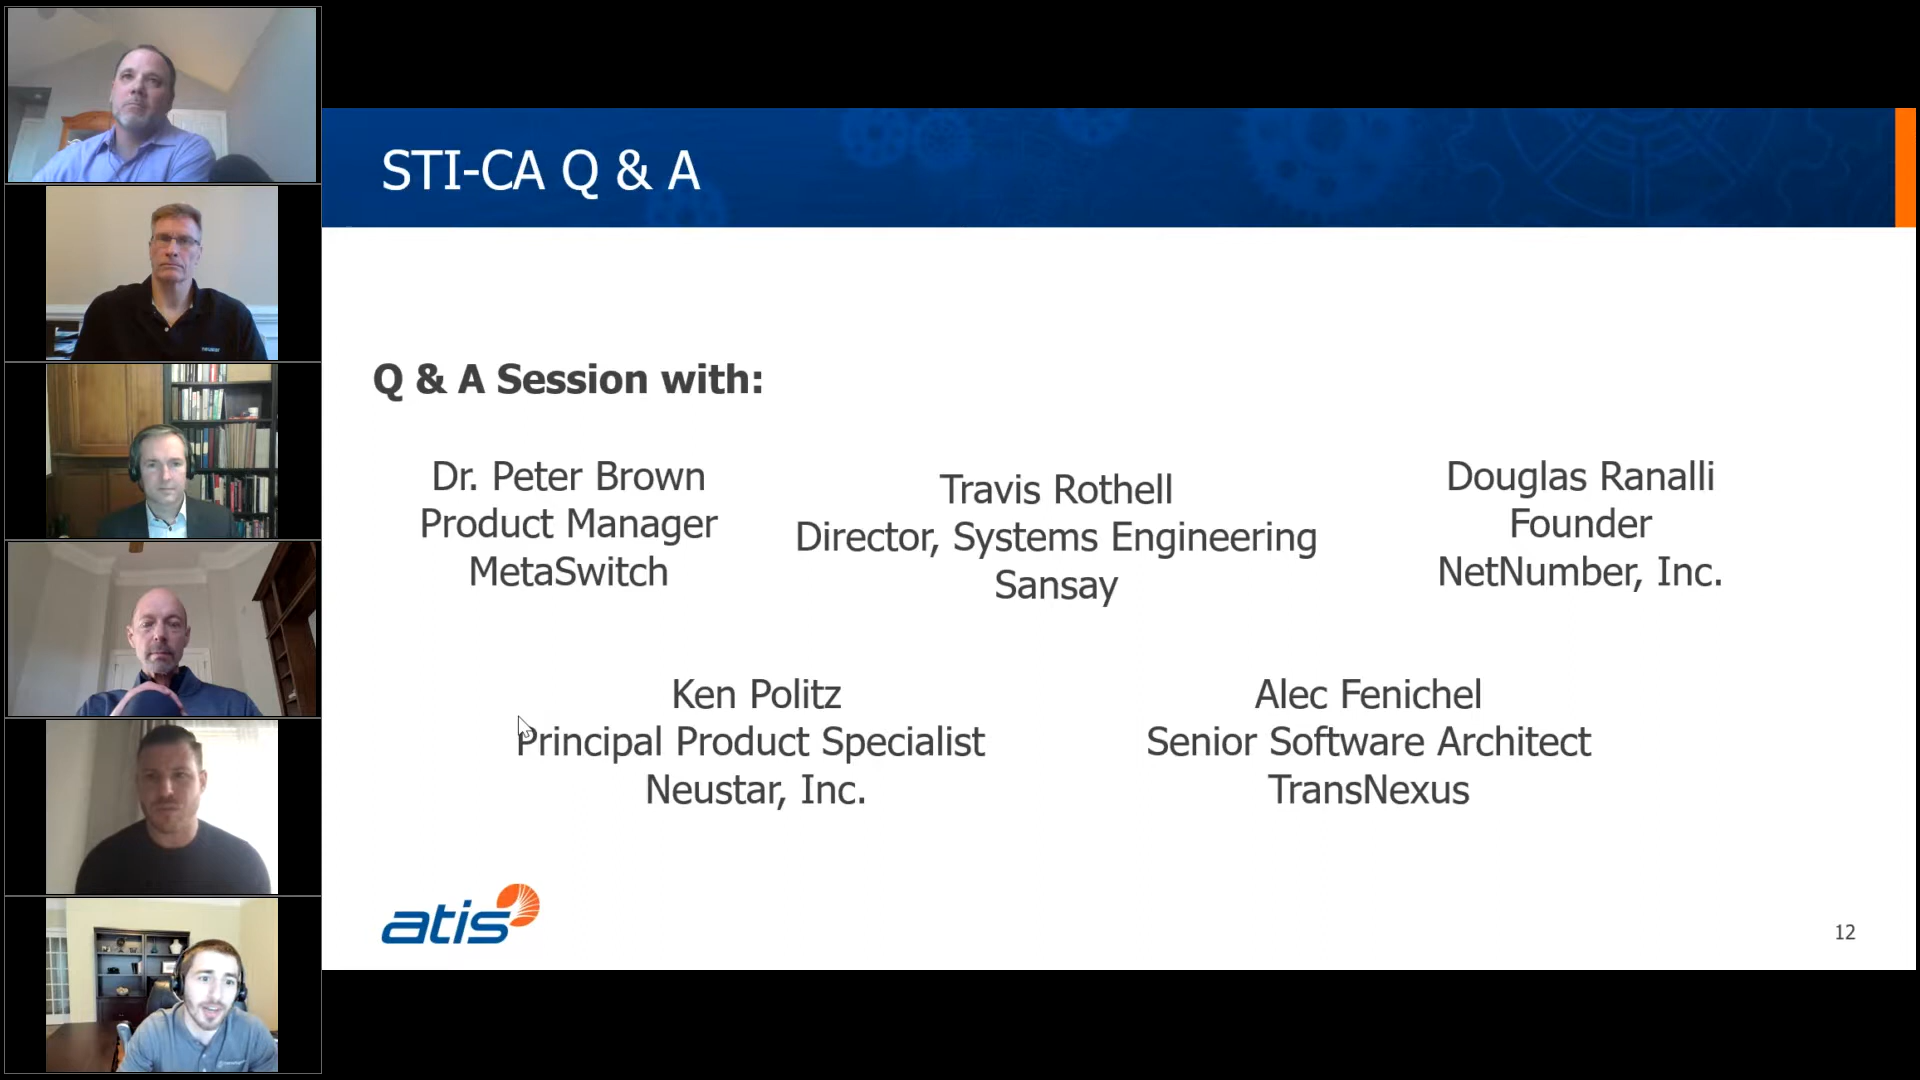 STI-CA Q & A
Q & A Session with:
Dr. Peter Brown
Product Manager
MetaSwitch
Travis Rothell
Director, Systems Engineering
Sansay
Douglas Ranalli
Founder
NetNumber, Inc.
Ken Politz
Principal Product Specialist
Neustar, Inc.
Alec Fenichel
Senior Software Architect
TransNexus
atis
12